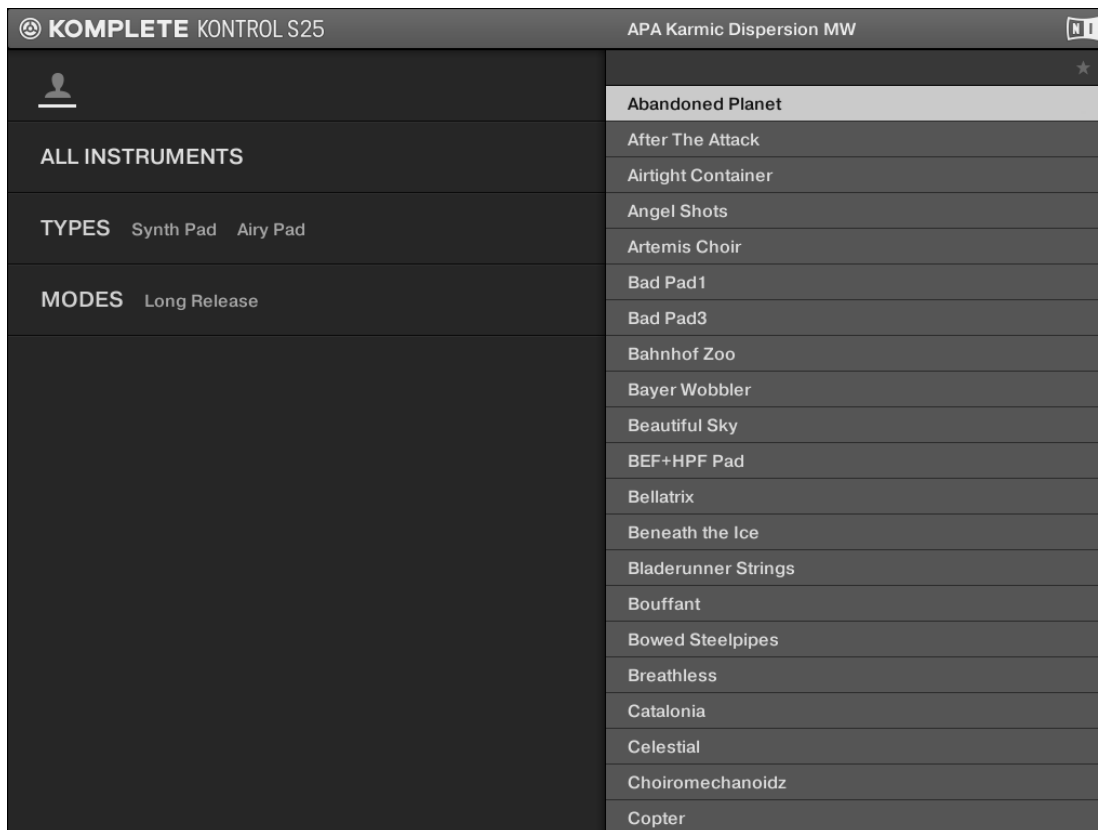 KOMPLETE KONTROL S25
APA Karmic Dispersion MW
NI
ALL INSTRUMENTS
TYPES Synth Pad Airy Pad
MODES Long Release
Abandoned Planet
After The Attack
Airtight Container
Angel Shots
Artemis Choir
Bad Pad1
Bad Pad3
Bahnhof Zoo
Bayer Wobbler
Beautiful Sky
BEF+HPF Pad
Bellatrix
Beneath the Ice
Bladerunner Strings
Bouffant
Bowed Steelpipes
Breathless
Catalonia
Celestial
Choiromechanoidz
Copter